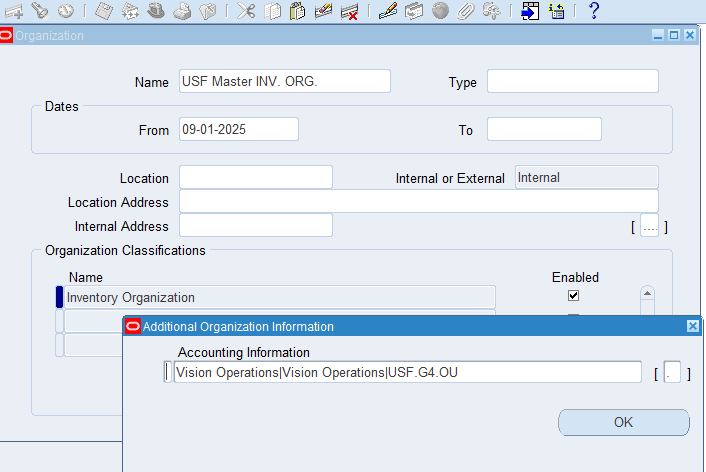 Organization
Name USF Master INV. ORG. Type
Dates
From 09-01-2025 To
Location Internal or External Internal
Location Address
Internal Address [ .... ]
Organization Classifications
Name Enabled
Inventory Organization
Additional Organization Information
Accounting Information
Vision Operations|Vision Operations|USF.G4.OU [ . ]
OK